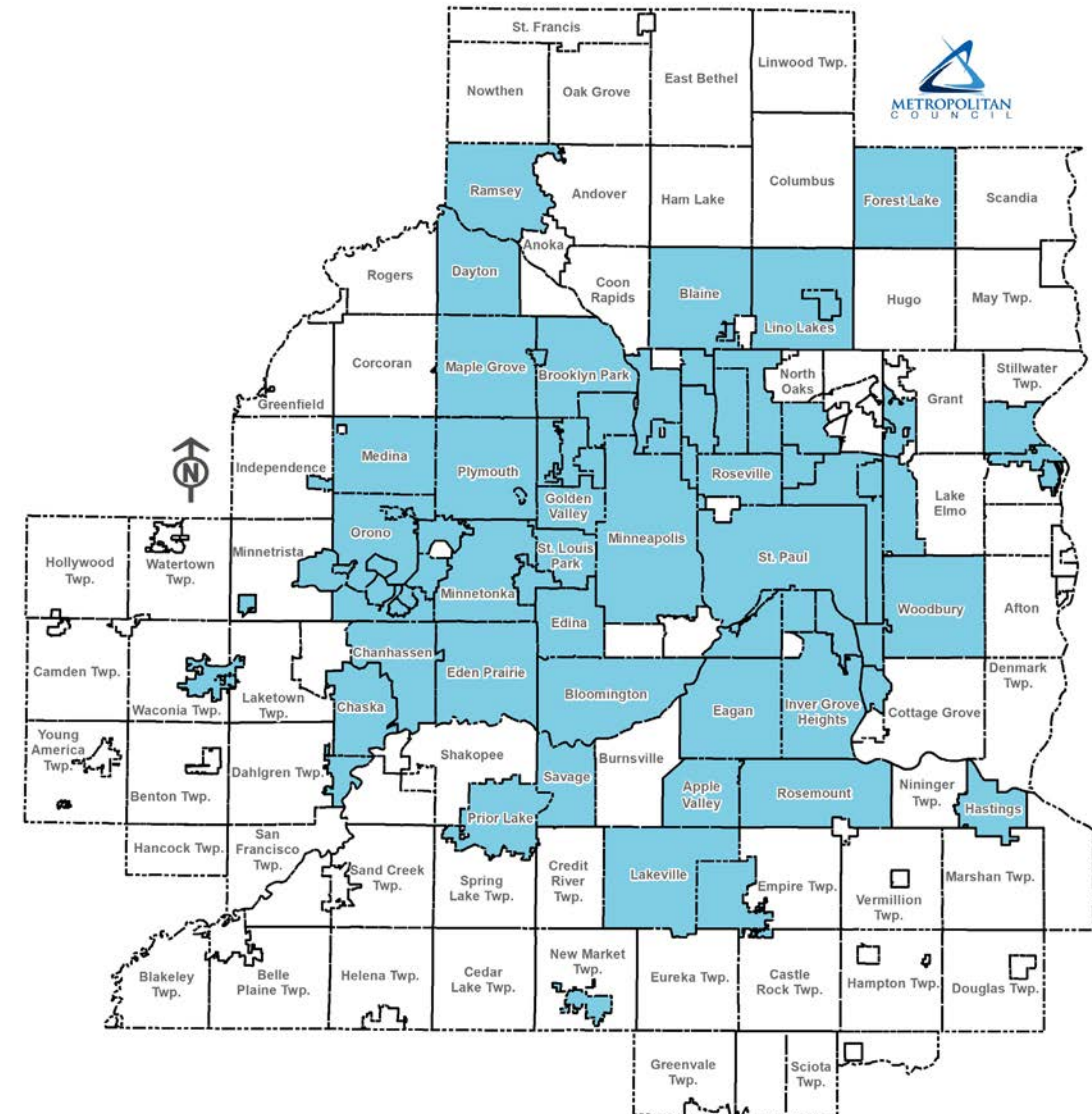 St. Francis
Linwood Twp.
East Bethel
Nowthen
Oak Grove
METROPOLITAN
COUNCIL
Ramsey
Andover
Ham Lake
Columbus
Forest Lake
Scandia
Anoka
Rogers
Dayton
Coon
Rapids
Blaine
Lino Lakes
Hugo
May Twp.
Corcoran
Maple Grove
Brooklyn Park
North
Oaks
Stillwater
Twp.
Grant
Greenfield
N
Independence
Medina
Plymouth
Roseville
Golden
Valley
Lake
Elmo
Orono
Hollywood
Twp.
Watertown
Twp.
Minnetrista
St. Louis
Park
Minneapolis
St. Paul
Minnetonka
Woodbury
Afton
Edina
Chanhassen
Camden Twp.
Eden Prairie
Bloomington
Denmark
Twp.
Waconia Twp.
Laketown
Twp.
Chaska
Eagan
Inver Grove
Heights
Cottage Grove
Young
America
Twp.
Shakopee
Burnsville
Dahlgren Twp.
Benton Twp.
Savage
Apple
Valley
Rosemount
Nininger
Twp.
Hastings
Prior Lake
Hancock Twp.
San
Francisco
Twp.
Sand Creek
Twp.
Spring
Lake Twp.
Credit
River
Twp.
Lakeville
Empire Twp.
Vermillion
Twp.
Marshan Twp.
Blakeley
Twp.
Belle
Plaine Twp.
Helena Twp.
Cedar
Lake Twp.
New Market
Twp.
Eureka Twp.
Castle
Rock Twp.
Hampton Twp.
Douglas Twp.
Greenvale
Twp.
Sciota
Twp.